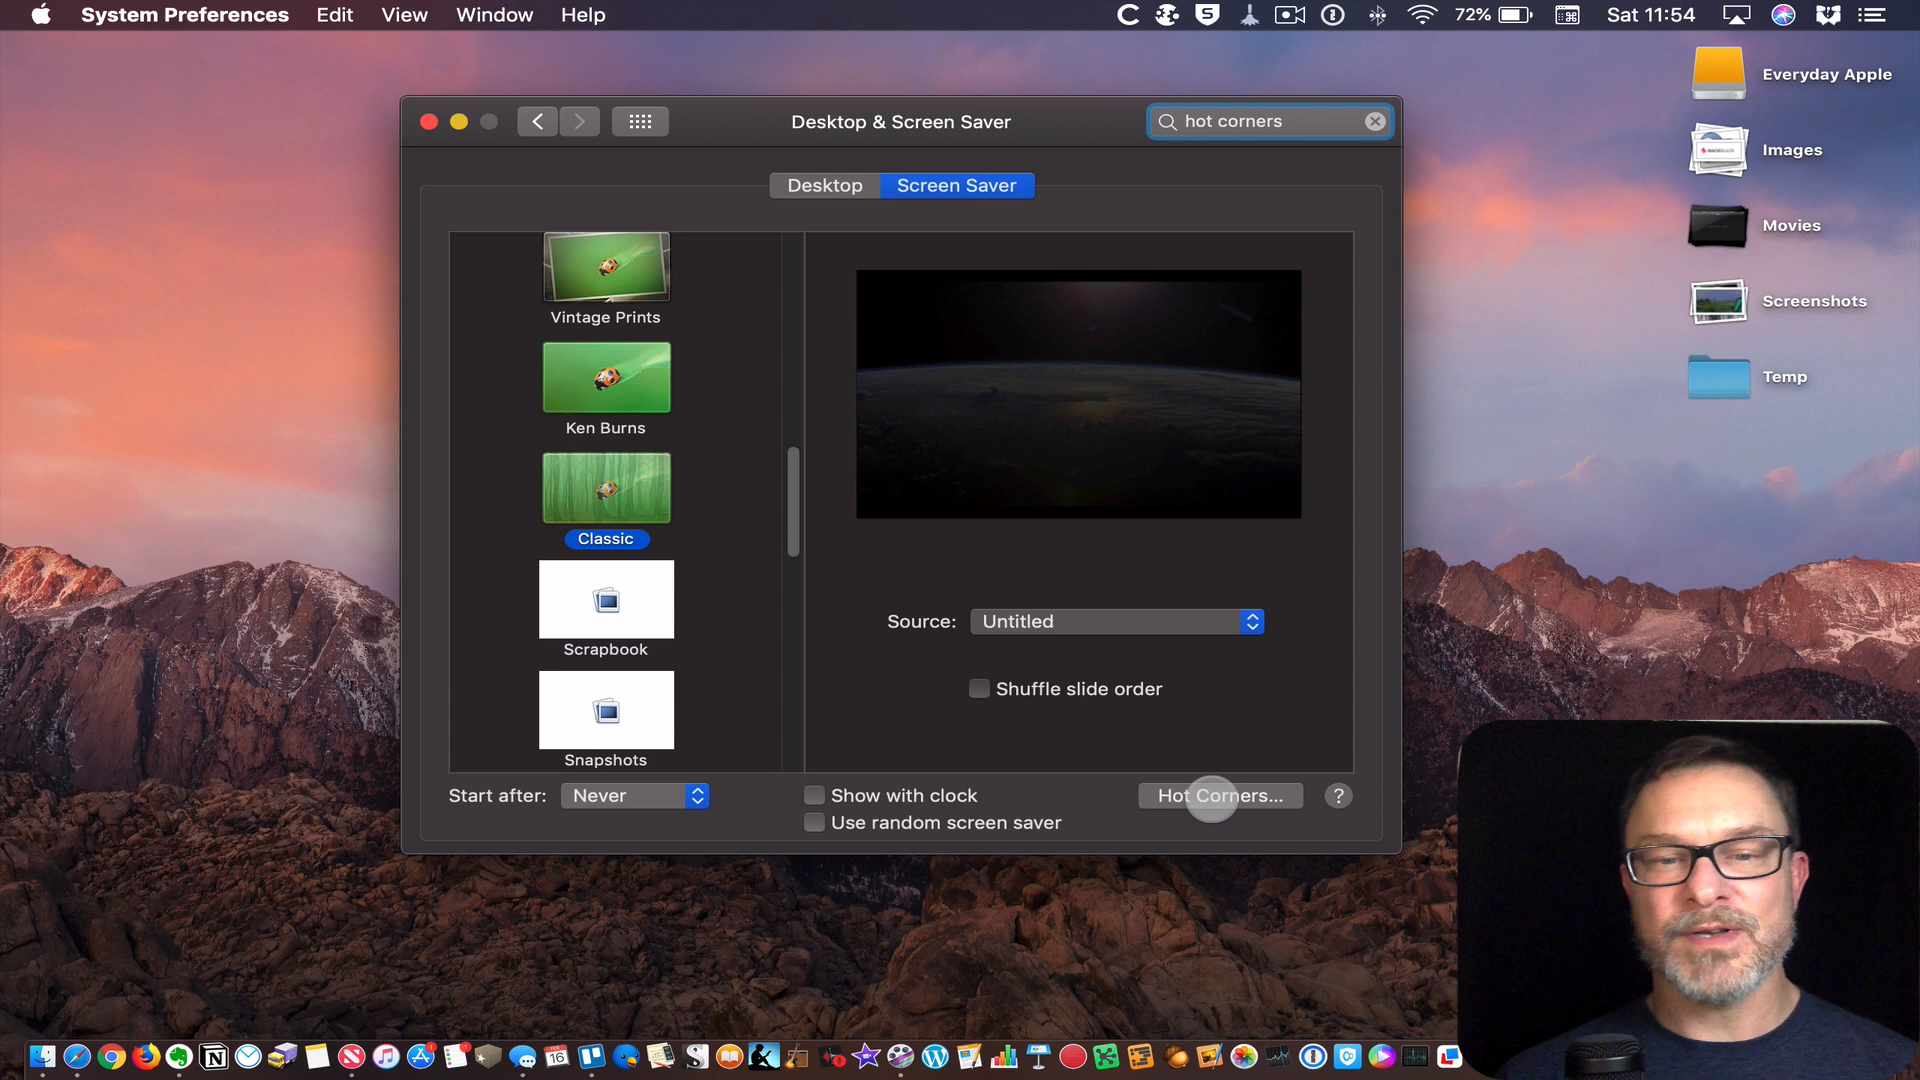 System Preferences Edit View Window Help
72% Sat 11:54
Everyday Apple
Images
Movies
Screenshots
Temp
Desktop & Screen Saver
hot corners
Desktop Screen Saver
Vintage Prints
Ken Burns
Classic
Scrapbook
Snapshots
Source: Untitled
Shuffle slide order
Start after: Never
Show with clock
Use random screen saver
Hot Corners... ?
16